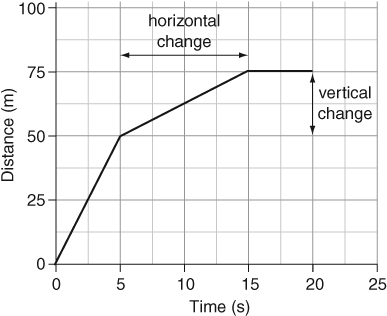 100
horizontal
change
75
vertical
change
50
25
0
0 5 10 15 20 25
Distance (m)
Time (s)